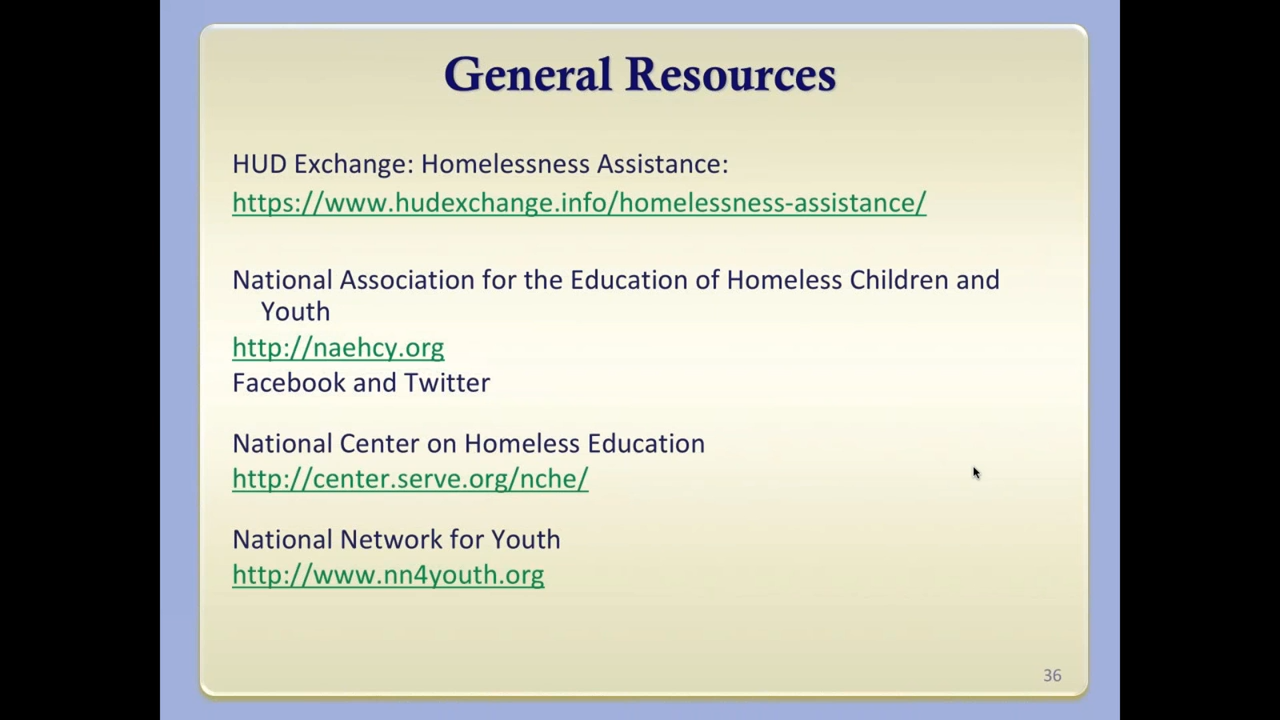 General Resources
HUD Exchange: Homelessness Assistance:
https://www.hudexchange.info/homelessness-assistance/
National Association for the Education of Homeless Children and
Youth
http://naehcy.org
Facebook and Twitter
National Center on Homeless Education
http://center.serve.org/nche/
National Network for Youth
http://www.nn4youth.org
36